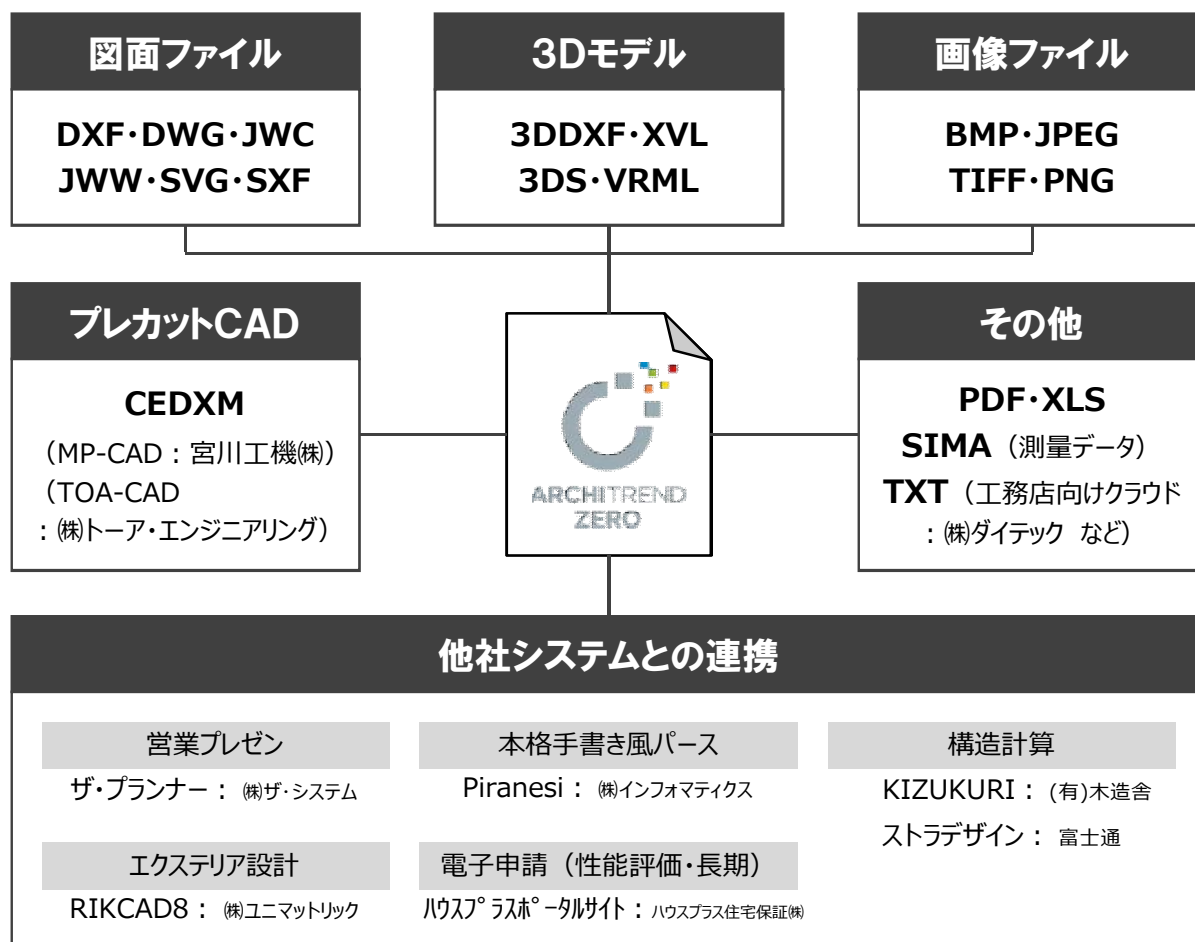 図面ファイル
DXF・DWG・JWC
JWW・SVG・SXF
3Dモデル
3DDXF・XVL
3DS・VRML
画像ファイル
BMP・JPEG
TIFF・PNG
プレカットCAD
CEDXM
（MP-CAD：宮川工機㈱）
（TOA-CAD
：㈱トーア・エンジニアリング）
ARCHITREND
ZERO
その他
PDF・XLS
SIMA（測量データ）
TXT（工務店向けクラウド
：㈱ダイテック など）
他社システムとの連携
営業プレゼン
ザ・プランナー： ㈱ザ・システム
本格手書き風パース
Piranesi： ㈱インフォマティクス
構造計算
KIZUKURI： (有)木造舎
ストラデザイン： 富士通
エクステリア設計
RIKCAD8： ㈱ユニマットリック
電子申請（性能評価・長期）
ﾊｳｽﾌﾟﾗｽﾎﾟｰﾀﾙｻｲﾄ： ハウスプラス住宅保証㈱